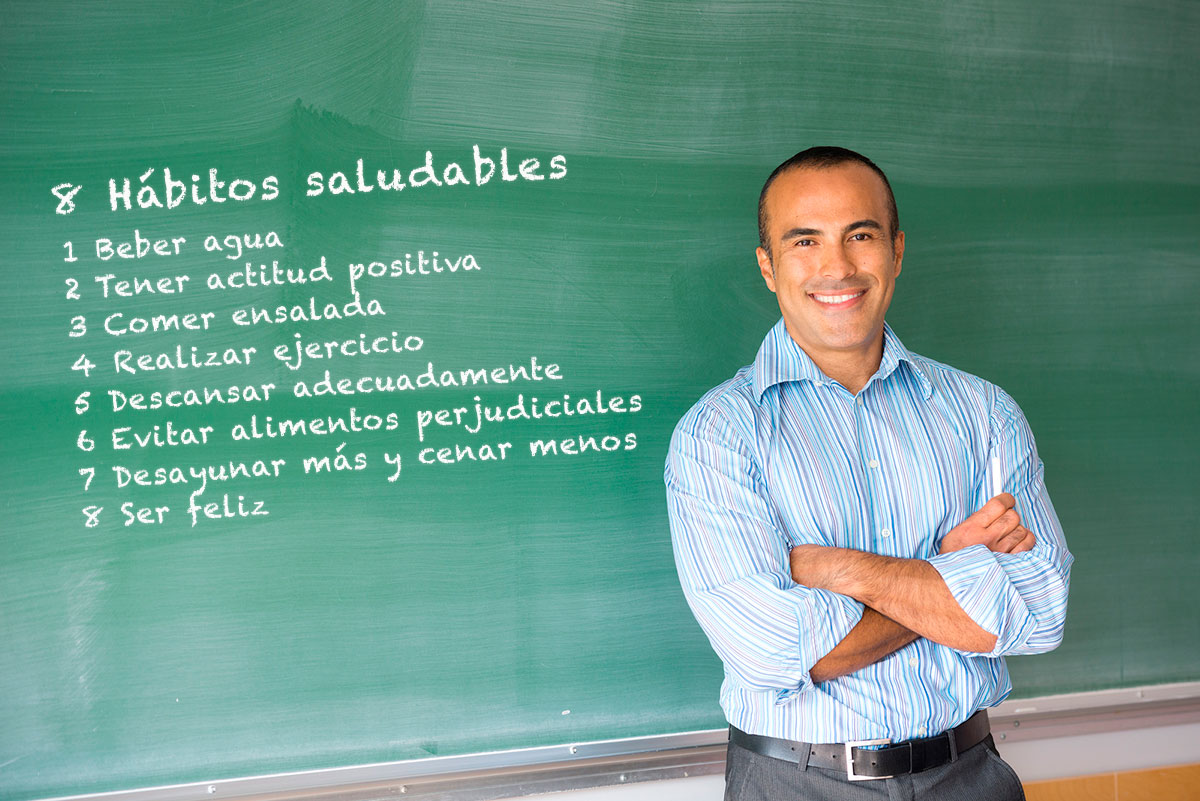 8 Hábitos saludables
1 Beber agua
2 Tener actitud positiva
3 Comer ensalada
4 Realizar ejercicio
5 Descansar adecuadamente
6 Evitar alimentos perjudiciales
7 Desayunar más y cenar menos
8 Ser feliz